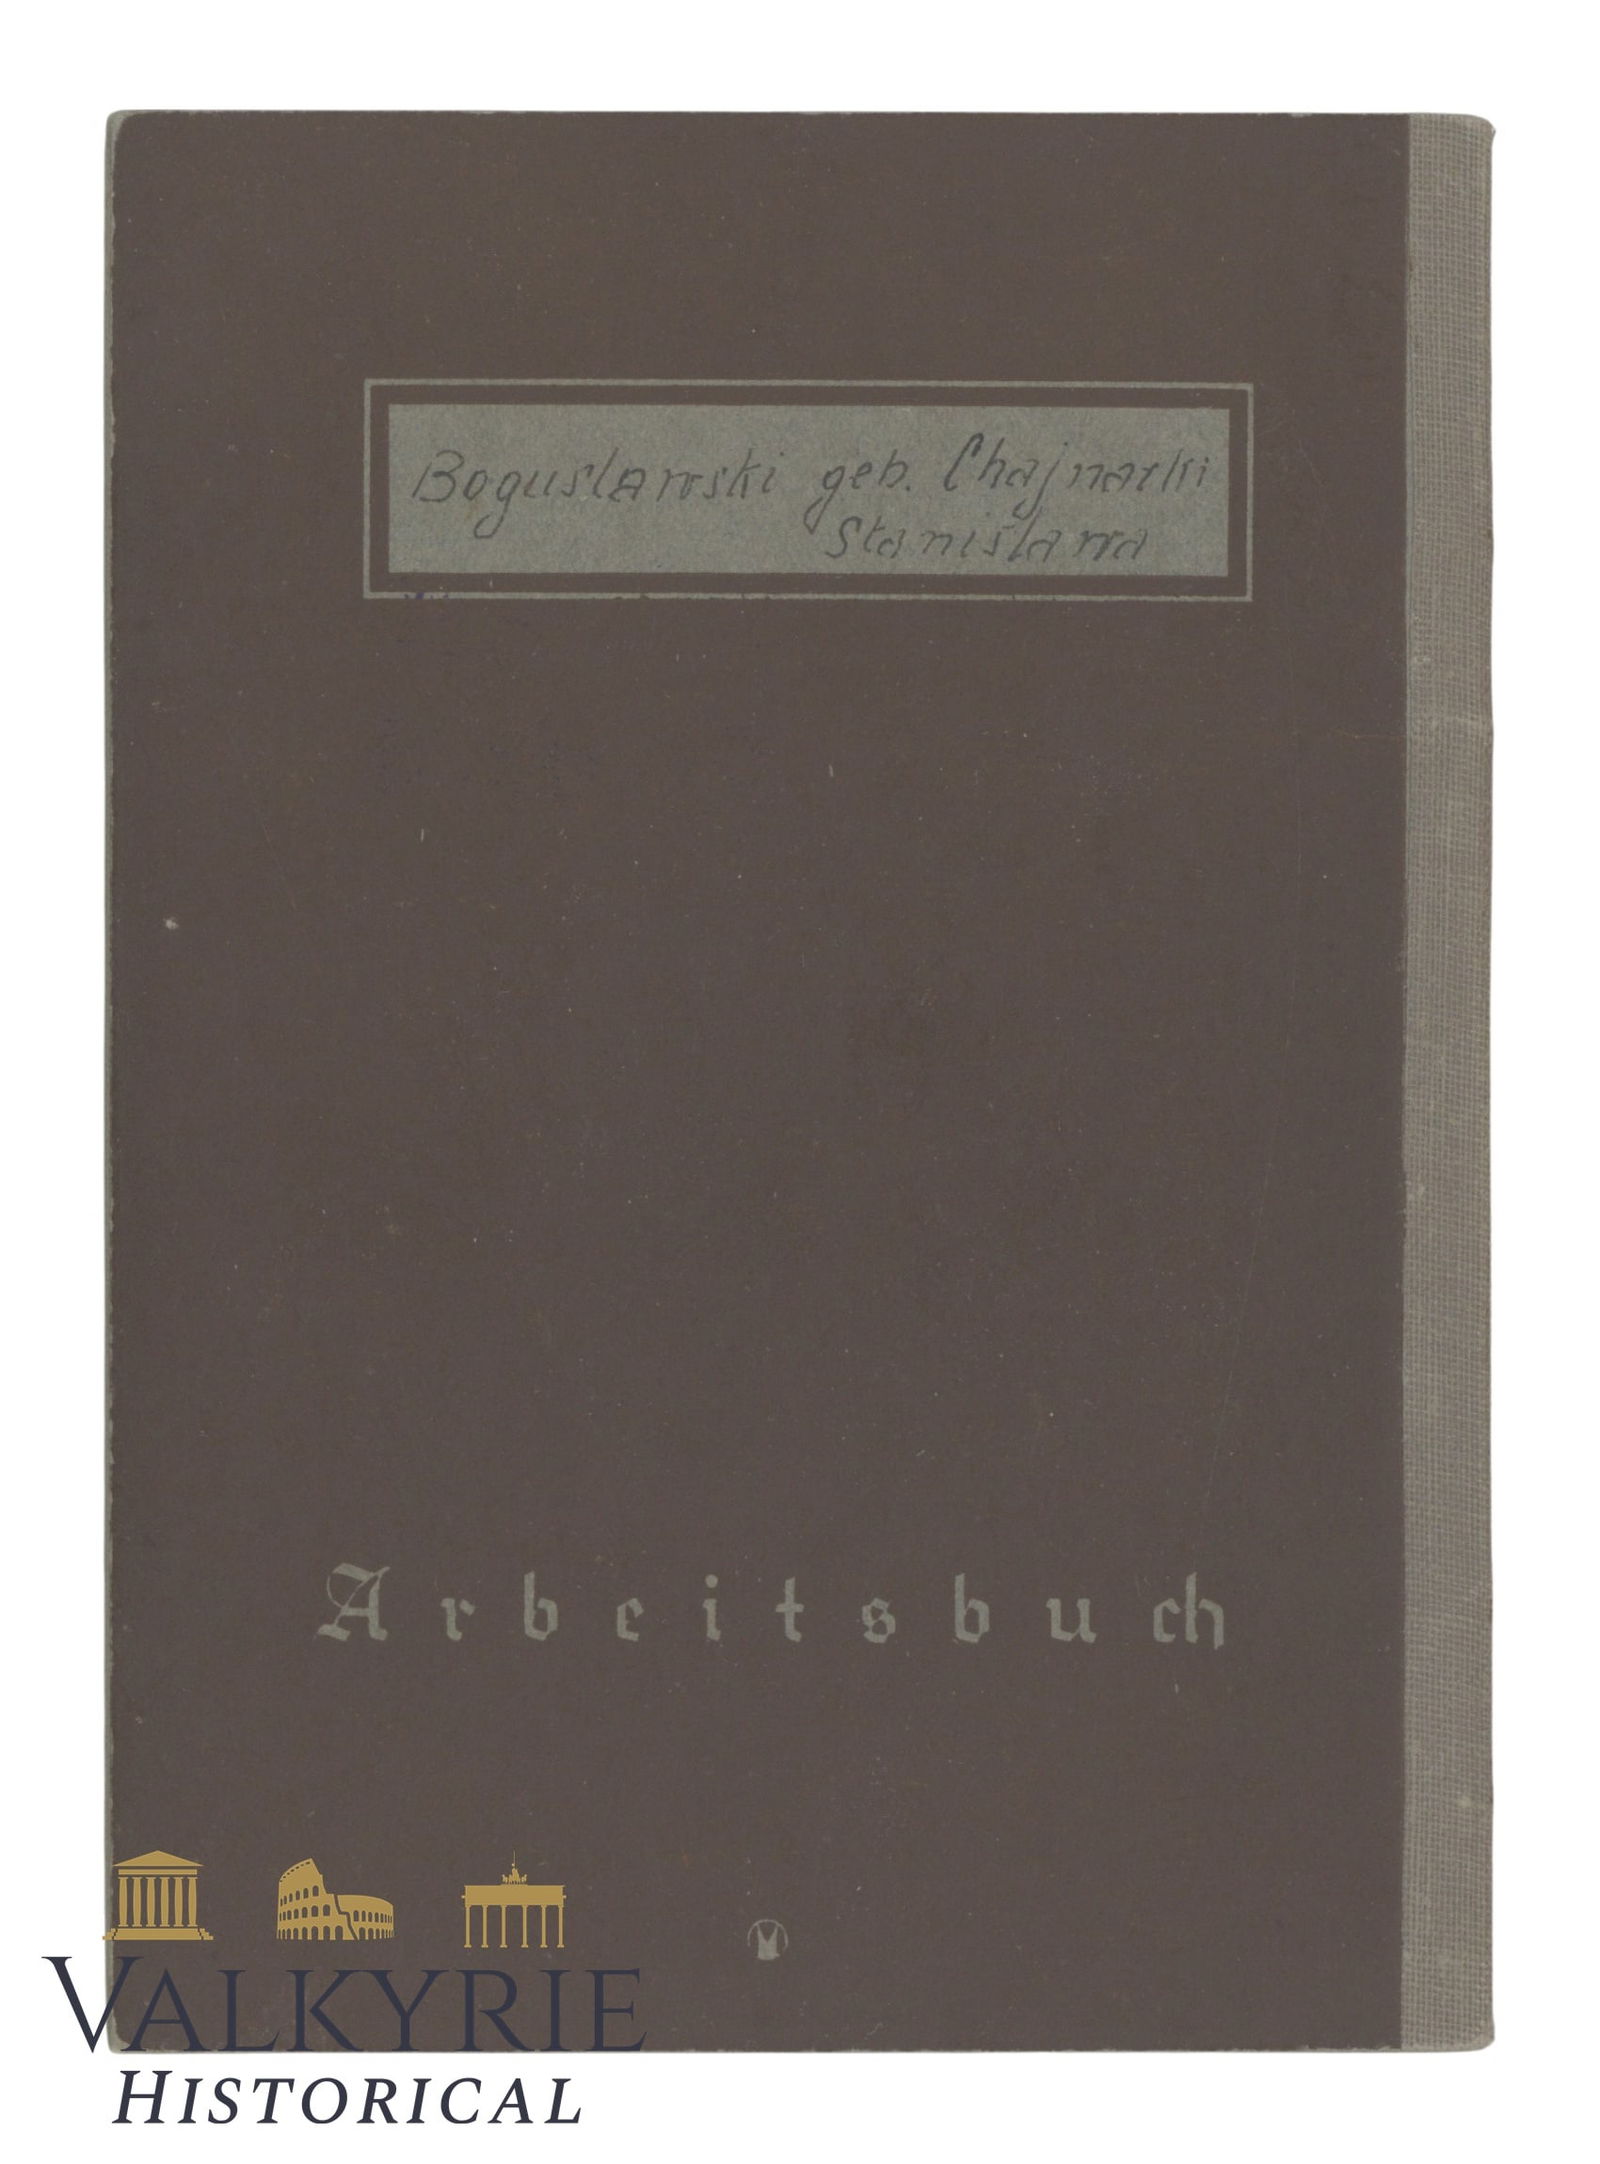 Boguslawski geb. Chajnacki
Stanislawa
Arbeitsbuch
VALKYRIE
HISTORICAL